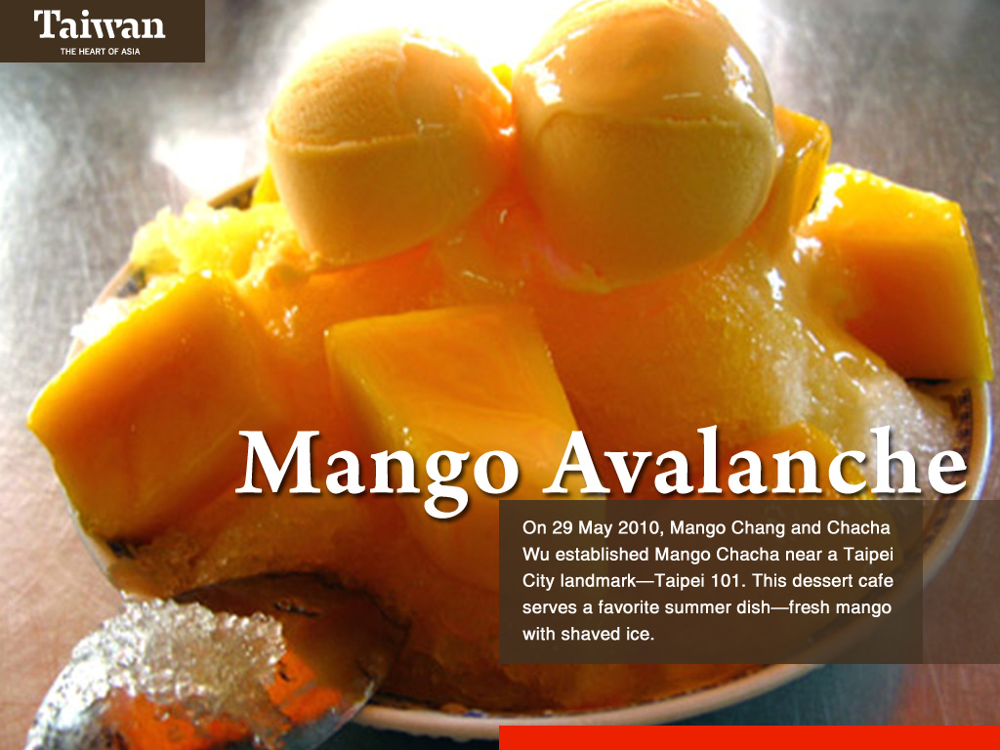 Taiwan
THE HEART OF ASIA
Mango Avalanche
On 29 May 2010, Mango Chang and Chacha
Wu established Mango Chacha near a Taipei
City landmark—Taipei 101. This dessert cafe
serves a favorite summer dish—fresh mango
with shaved ice.